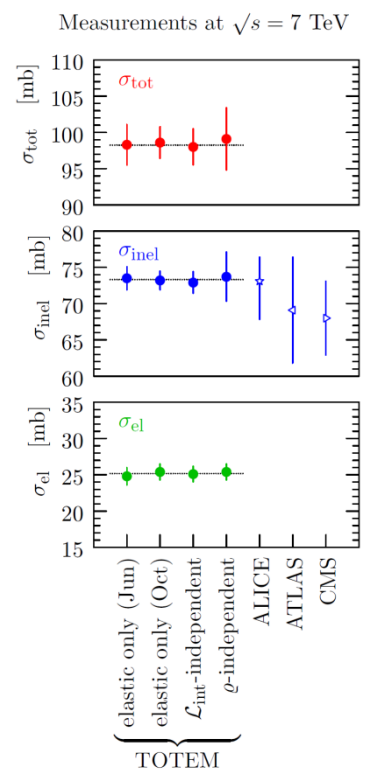 Measurements at √s = 7 TeV
110
105
100
95
90
σtot [mb]
σtot
80
75
70
65
60
σinel [mb]
σinel
35
30
25
20
15
σel [mb]
σel
elastic only (Jun)
elastic only (Oct)
ℒint-independent
ϱ-independent
ALICE
ATLAS
CMS
TOTEM